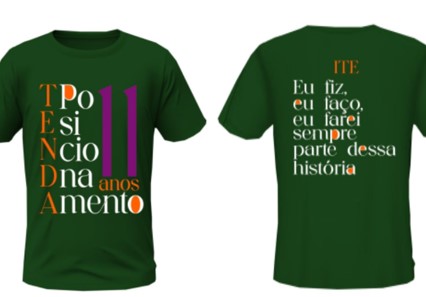 TPo
Esi
Ncio
Dna
Amento
11
anos
ITE
Eu fiz,
eu faço,
eu farei
sempre
parte dessa
história